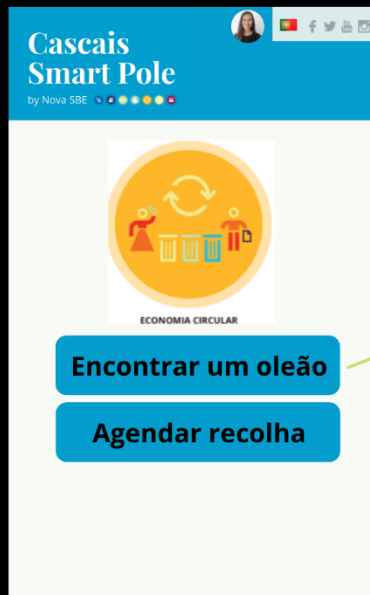 Cascais
Smart Pole
by Nova SBE
ECONOMIA CIRCULAR
Encontrar um oleão
Agendar recolha